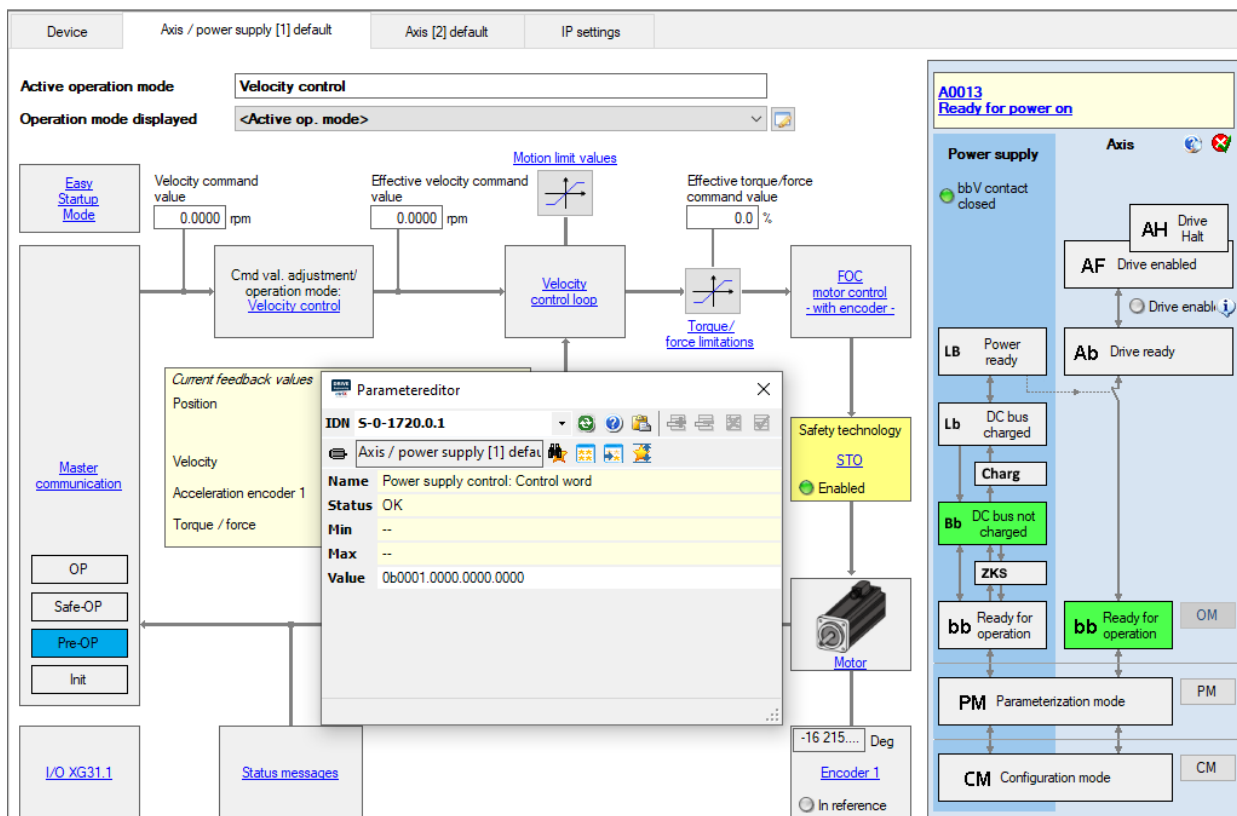 Device
Axis / power supply [1] default
Axis [2] default
IP settings
Active operation mode
Velocity control
Operation mode displayed
<Active op. mode>
A0013
Ready for power on
Power supply
Axis
bbV contact
closed
Easy
Startup
Mode
Velocity command
value
0.0000 rpm
Effective velocity command
value
0.0000 rpm
Motion limit values
Effective torque/force
command value
0.0 %
Cmd val. adjustment/
operation mode:
Velocity control
Velocity
control loop
Torque/
force limitations
FOC
motor control
- with encoder -
AH Drive
Halt
AF Drive enabled
Drive enabl
LB Power
ready
Ab Drive ready
Current feedback values
Position
Velocity
Acceleration encoder 1
Torque / force
Parametereditor
IDN S-0-1720.0.1
Axis / power supply [1] defau
Name Power supply control: Control word
Status OK
Min --
Max --
Value 0b0001.0000.0000.0000
Safety technology
STO
Enabled
Lb DC bus
charged
Charg
Bb DC bus not
charged
ZKS
bb Ready for
operation
bb Ready for
operation
OM
Master
communication
OP
Safe-OP
Pre-OP
Init
Motor
PM Parameterization mode
PM
CM Configuration mode
CM
I/O XG31.1
Status messages
-16 215.... Deg
Encoder 1
In reference